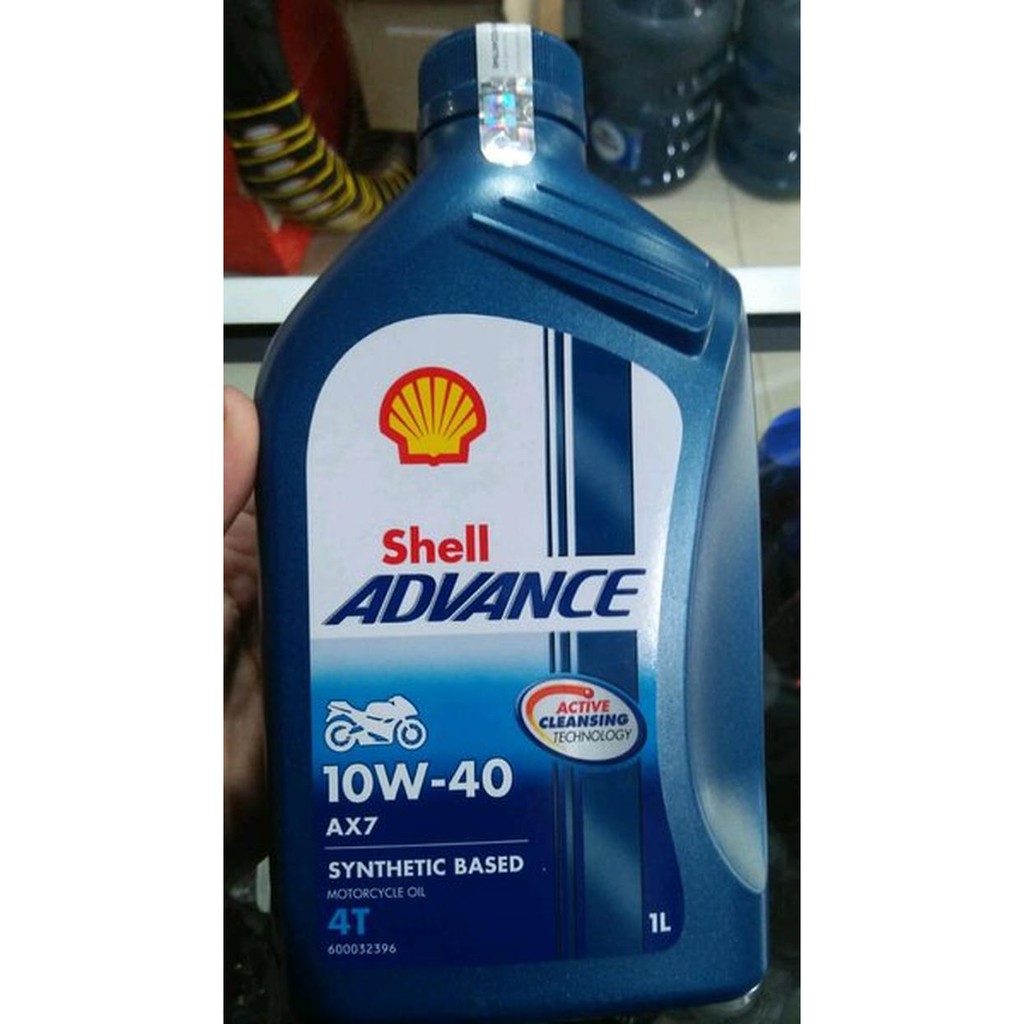 Shell
ADVANCE
ACTIVE
CLEANSING
TECHNOLOGY
10W-40
AX7
SYNTHETIC BASED
MOTORCYCLE OIL
4T
1L
600032396